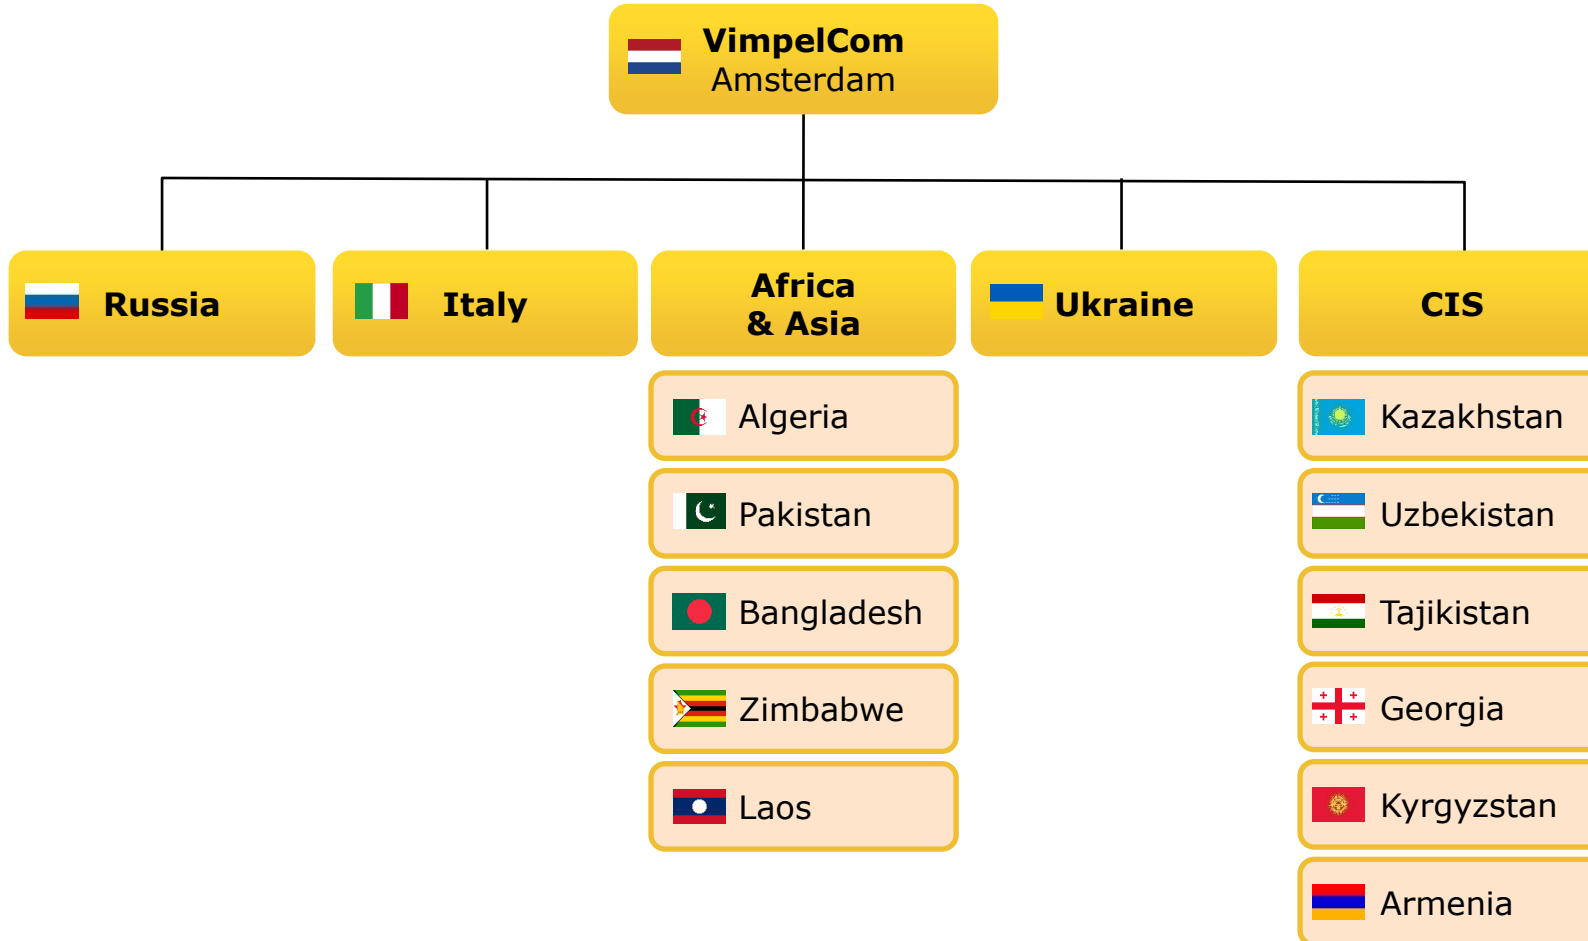 VimpelCom
Amsterdam
Russia
Italy
Africa
& Asia
Ukraine
CIS
Algeria
Pakistan
Bangladesh
Zimbabwe
Laos
Kazakhstan
Uzbekistan
Tajikistan
Georgia
Kyrgyzstan
Armenia